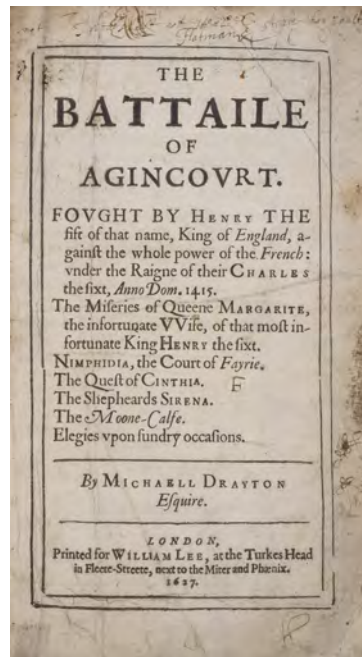 THE
BATTAILE
OF
AGINCOVRT.
FOVGHT BY HENRY THE
fift of that name, King of England, a-
gainſt the whole power of the French:
vnder the Raigne of their CHARLES
the ſixt, Anno Dom. 1415.
The Miſeries of Queene MARGARITE,
the infortunate VVife, of that moſt in-
fortunate King HENRY the ſixt.
NIMPHIDIA, the Court of Fayrie.
The Queſt of CINTHIA.
The Shepheards SIRENA.
The Moone-Calfe.
Elegies vpon ſundry occaſions.
By MICHAELL DRAYTON
Eſquire.
LONDON,
Printed for WILLIAM LEE, at the Turkes Head
in Fleete-Streete, next to the Miter and Phænix.
1627.